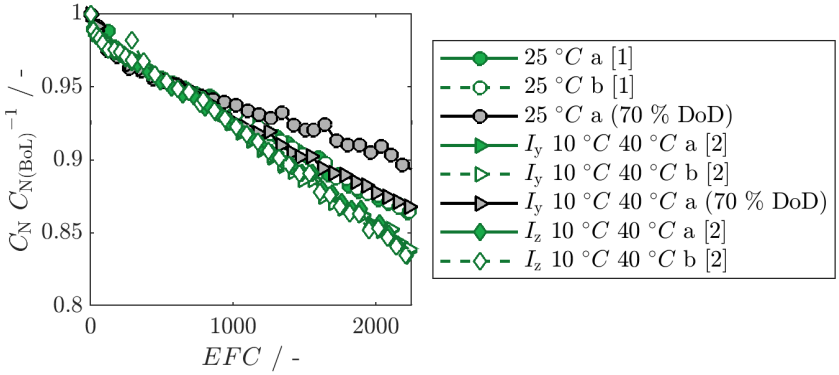 1
0.95
0.9
0.85
0.8
0
1000
2000
EFC / -
C_N C_N(BoL)^−1 / -
25 °C a [1]
25 °C b [1]
25 °C a (70 % DoD)
I_y 10 °C 40 °C a [2]
I_y 10 °C 40 °C b [2]
I_y 10 °C 40 °C a (70 % DoD)
I_z 10 °C 40 °C a [2]
I_z 10 °C 40 °C b [2]